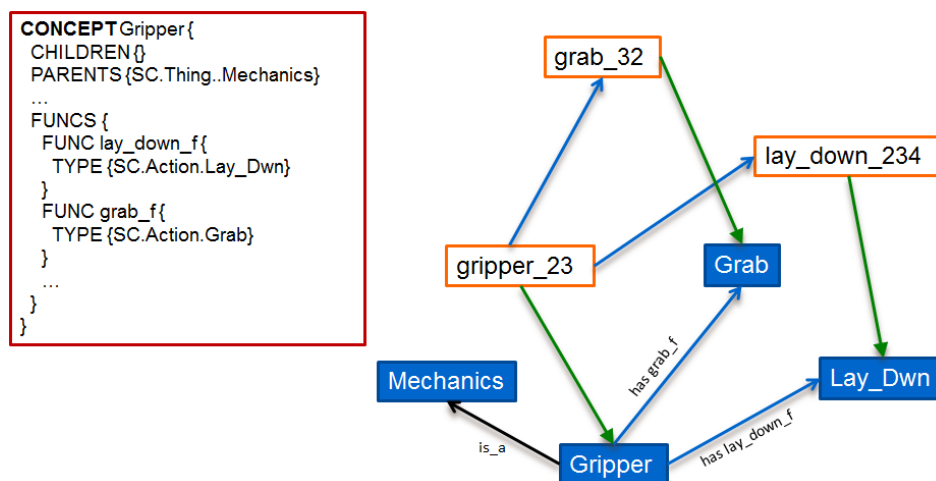 CONCEPT Gripper {
CHILDREN {}
PARENTS {SC.Thing..Mechanics}
...
FUNCS {
FUNC lay_down_f {
TYPE {SC.Action.Lay_Dwn}
}
FUNC grab_f {
TYPE {SC.Action.Grab}
}
...
}
}
grab_32
lay_down_234
gripper_23
Grab
has grab_f
Mechanics
Lay_Dwn
is_a
has lay_down_f
Gripper